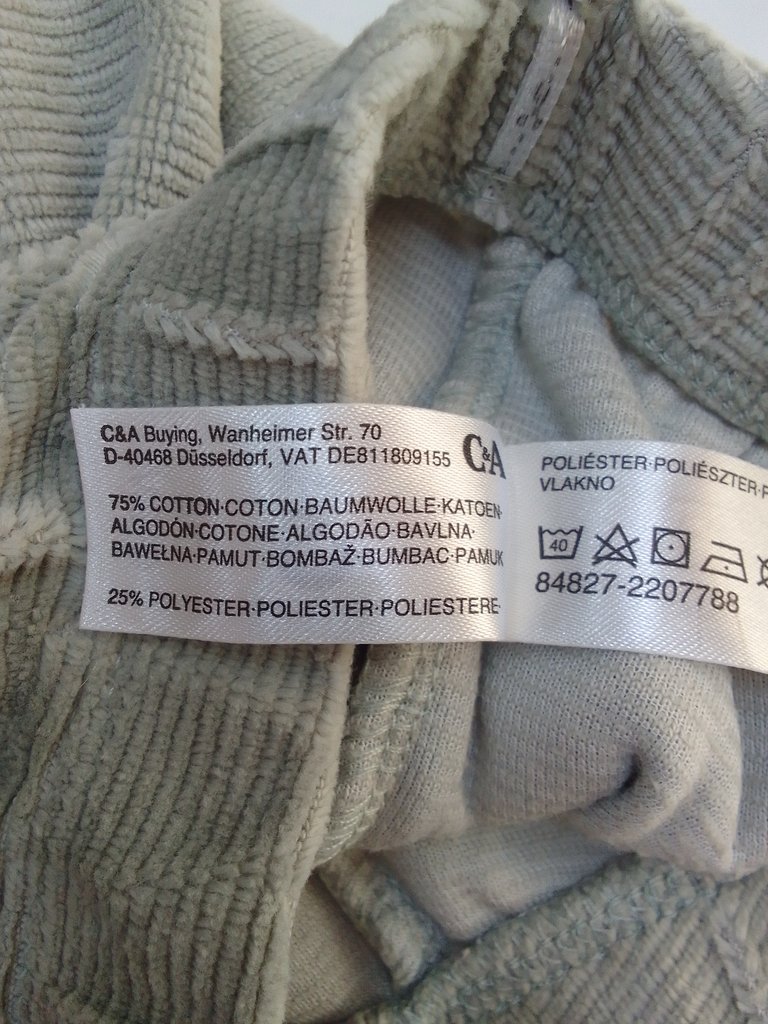 C&A Buying, Wanheimer Str. 70
D-40468 Düsseldorf, VAT DE811809155
C&A
75% COTTON·COTON·BAUMWOLLE·KATOEN·
ALGODÓN·COTONE·ALGODÃO·BAVLNA·
BAWEŁNA·PAMUT·BOMBAŽ·BUMBAC·PAMUK
25% POLYESTER·POLIESTER·POLIESTERE·
POLIÉSTER·POLIÉSZTER·P
VLAKNO
40
84827-2207788